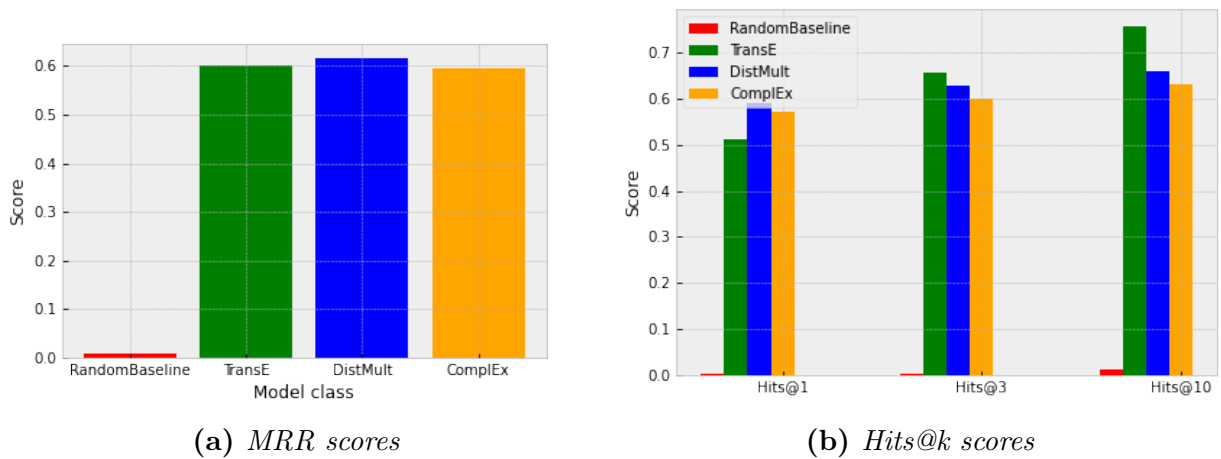 0.6
0.5
0.4
0.3
0.2
0.1
0.0
Score
RandomBaseline TransE DistMult ComplEx
Model class
(a) MRR scores
RandomBaseline
TransE
DistMult
ComplEx
0.7
0.6
0.5
0.4
0.3
0.2
0.1
0.0
Score
Hits@1 Hits@3 Hits@10
(b) Hits@k scores